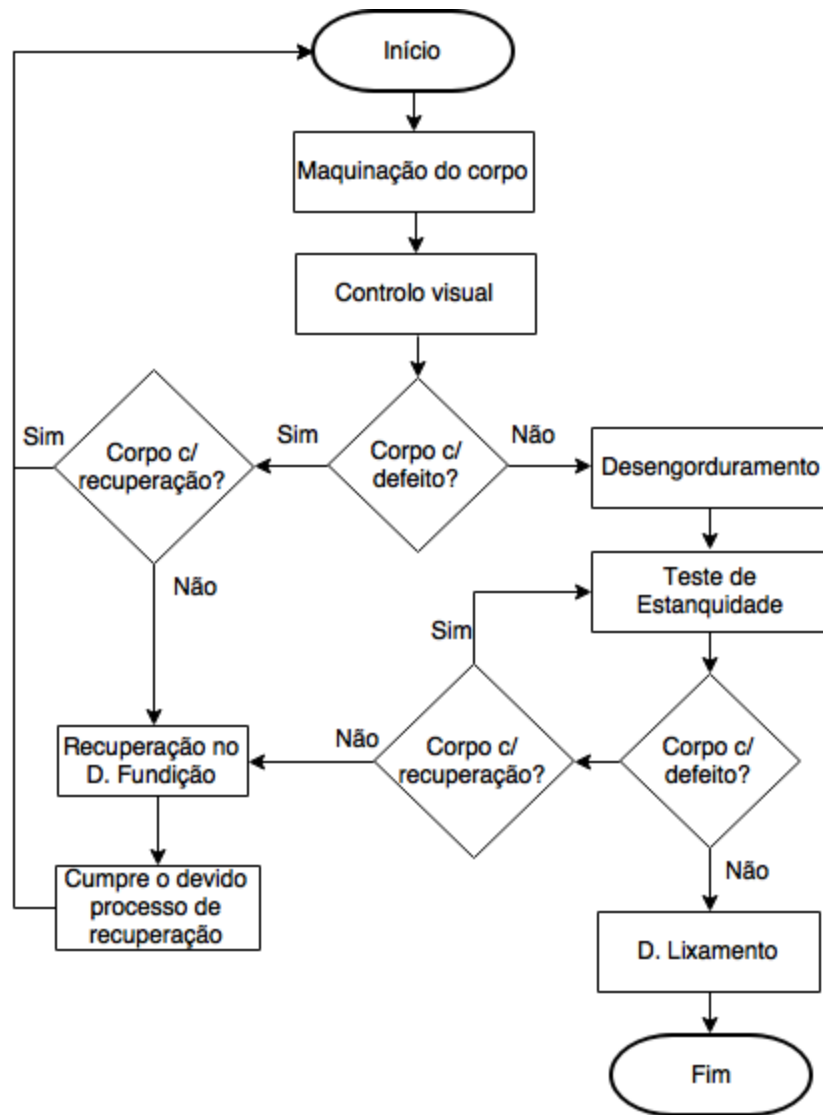 Início
Maquinação do corpo
Controlo visual
Sim
Corpo c/
recuperação?
Sim
Corpo c/
defeito?
Não
Desengorduramento
Não
Teste de
Estanquidade
Sim
Recuperação no
D. Fundição
Não
Corpo c/
recuperação?
Corpo c/
defeito?
Cumpre o devido
processo de
recuperação
Não
D. Lixamento
Fim